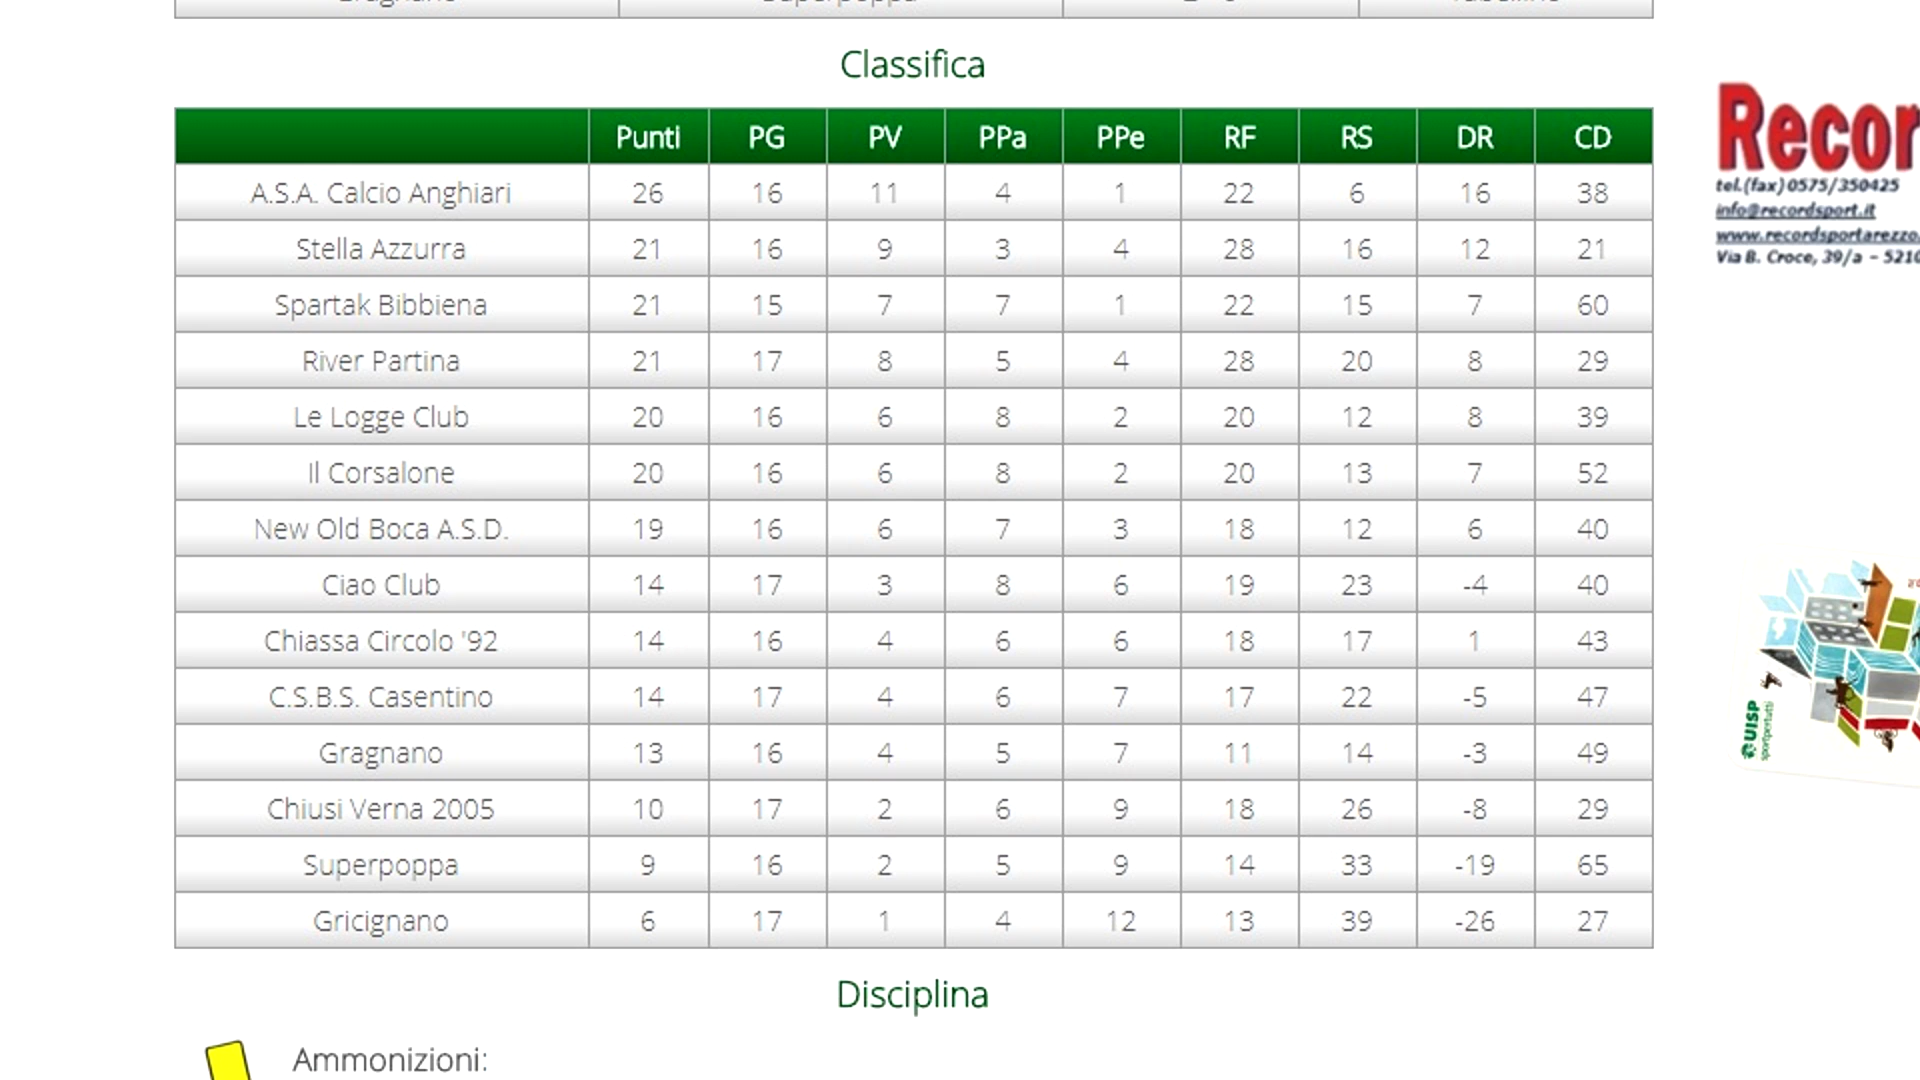 Classifica
Punti PG PV PPa PPe RF RS DR CD
A.S.A. Calcio Anghiari 26 16 11 4 1 22 6 16 38
Stella Azzurra 21 16 9 3 4 28 16 12 21
Spartak Bibbiena 21 15 7 7 1 22 15 7 60
River Partina 21 17 8 5 4 28 20 8 29
Le Logge Club 20 16 6 8 2 20 12 8 39
Il Corsalone 20 16 6 8 2 20 13 7 52
New Old Boca A.S.D. 19 16 6 7 3 18 12 6 40
Ciao Club 14 17 3 8 6 19 23 -4 40
Chiassa Circolo '92 14 16 4 6 6 18 17 1 43
C.S.B.S. Casentino 14 17 4 6 7 17 22 -5 47
Gragnano 13 16 4 5 7 11 14 -3 49
Chiusi Verna 2005 10 17 2 6 9 18 26 -8 29
Superpoppa 9 16 2 5 9 14 33 -19 65
Gricignano 6 17 1 4 12 13 39 -26 27
Disciplina
Ammonizioni:
Recor
tel.(fax) 0575/350425
info@recordsport.it
www.recordsportarezzo.
Via B. Croce, 39/a - 5210
UISP
sportpertutti